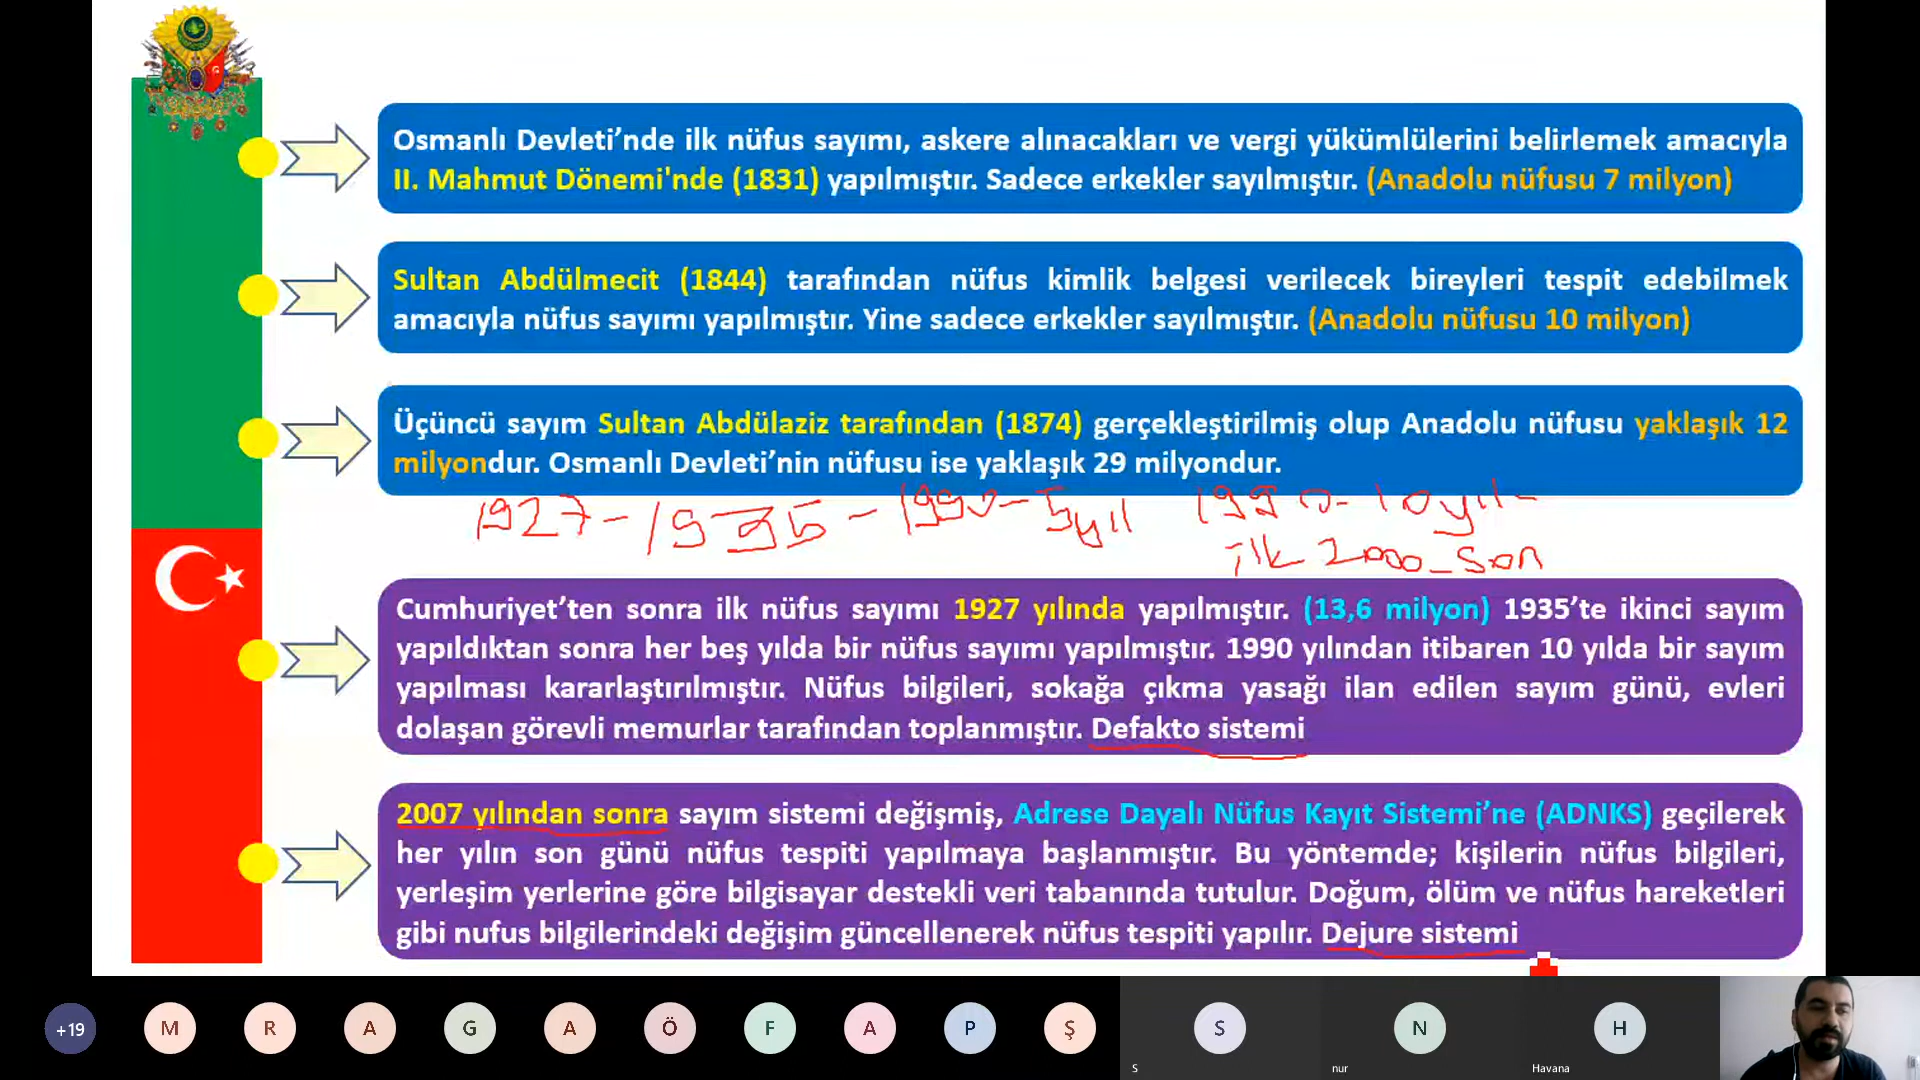 Osmanlı Devleti’nde ilk nüfus sayımı, askere alınacakları ve vergi yükümlülerini belirlemek amacıyla
II. Mahmut Dönemi'nde (1831) yapılmıştır. Sadece erkekler sayılmıştır. (Anadolu nüfusu 7 milyon)
Sultan Abdülmecit (1844) tarafından nüfus kimlik belgesi verilecek bireyleri tespit edebilmek
amacıyla nüfus sayımı yapılmıştır. Yine sadece erkekler sayılmıştır. (Anadolu nüfusu 10 milyon)
Üçüncü sayım Sultan Abdülaziz tarafından (1874) gerçekleştirilmiş olup Anadolu nüfusu yaklaşık 12
milyondur. Osmanlı Devleti’nin nüfusu ise yaklaşık 29 milyondur.
1927 - 1935 - 1990 - 5yıl 1990 - 10yıl -
ilk 2000 - son
Cumhuriyet’ten sonra ilk nüfus sayımı 1927 yılında yapılmıştır. (13,6 milyon) 1935’te ikinci sayım
yapıldıktan sonra her beş yılda bir nüfus sayımı yapılmıştır. 1990 yılından itibaren 10 yılda bir sayım
yapılması kararlaştırılmıştır. Nüfus bilgileri, sokağa çıkma yasağı ilan edilen sayım günü, evleri
dolaşan görevli memurlar tarafından toplanmıştır. Defakto sistemi
2007 yılından sonra sayım sistemi değişmiş, Adrese Dayalı Nüfus Kayıt Sistemi’ne (ADNKS) geçilerek
her yılın son günü nüfus tespiti yapılmaya başlanmıştır. Bu yöntemde; kişilerin nüfus bilgileri,
yerleşim yerlerine göre bilgisayar destekli veri tabanında tutulur. Doğum, ölüm ve nüfus hareketleri
gibi nufus bilgilerindeki değişim güncellenerek nüfus tespiti yapılır. Dejure sistemi
+19 M R A G A Ö F A P Ş S N H
S nur Havana